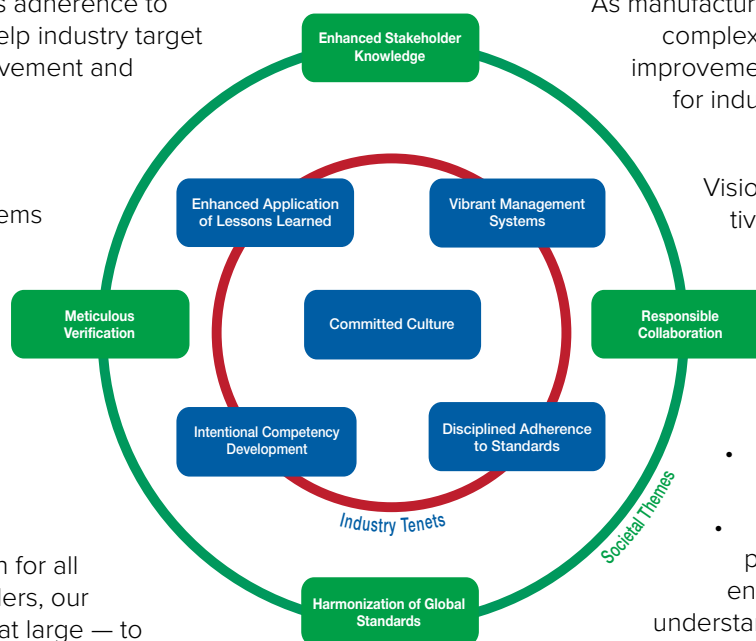 s adherence to
elp industry target
vement and
ems
Enhanced Stakeholder
Knowledge
As manufactur
complex
improveme
for indu
Visio
tiv
Enhanced Application
of Lessons Learned
Vibrant Management
Systems
Meticulous
Verification
Committed Culture
Responsible
Collaboration
Intentional Competency
Development
Disciplined Adherence
to Standards
Industry Tenets
Societal Themes
Harmonization of Global
Standards
n for all
lers, our
at large — to
•
•
p
en
understa